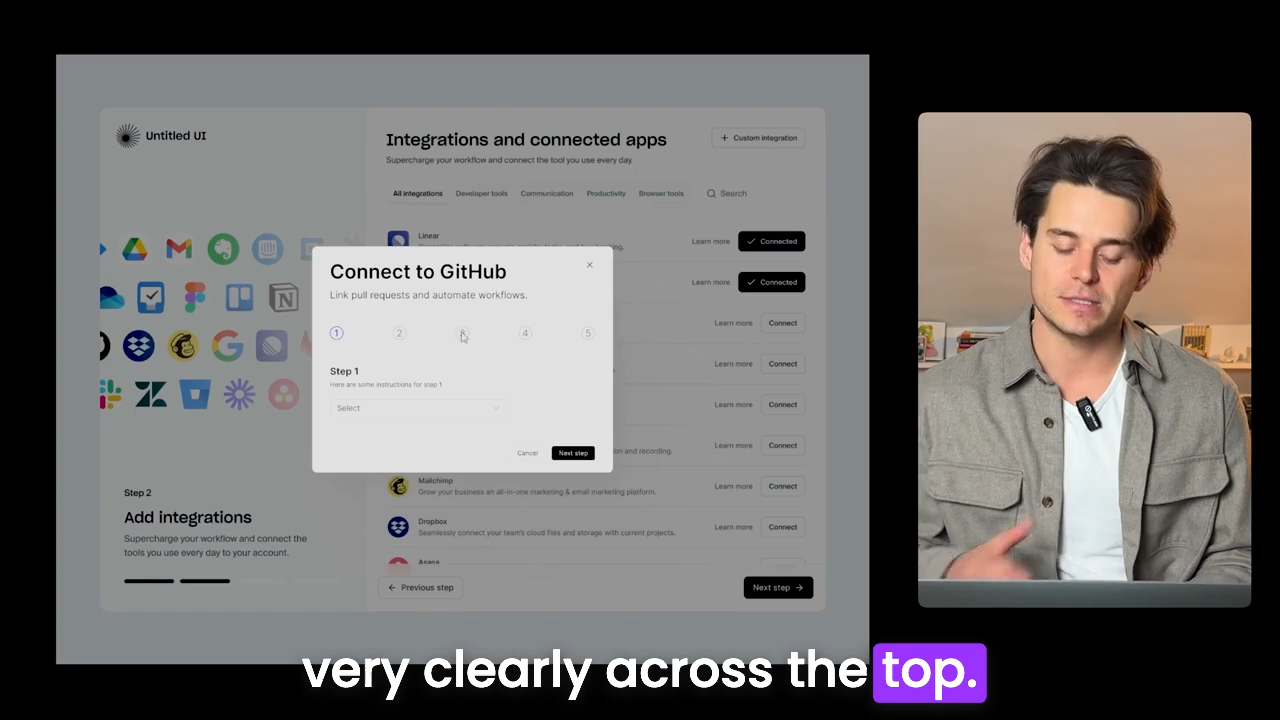 Untitled UI
Integrations and connected apps
Custom integration
Supercharge your workflow and connect the tool you use every day.
All integrations
Developer tools
Communication
Productivity
Browser tools
Search
Linear
Learn more
Connected
Learn more
Connected
Connect to GitHub
Link pull requests and automate workflows.
1 2 3 4 5
Step 1
Here are some instructions for step 1
Select
Cancel
Next step
Learn more
Connect
Learn more
Connect
Learn more
Connect
on and recording.
Learn more
Connect
Mailchimp
Grow your business an all-in-one marketing & email marketing platform.
Learn more
Connect
Dropbox
Seamlessly connect your team's cloud files and storage with current projects.
Learn more
Connect
Asana
Step 2
Add integrations
Supercharge your workflow and connect the
tools you use every day to your account.
Previous step
Next step
very clearly across the top.